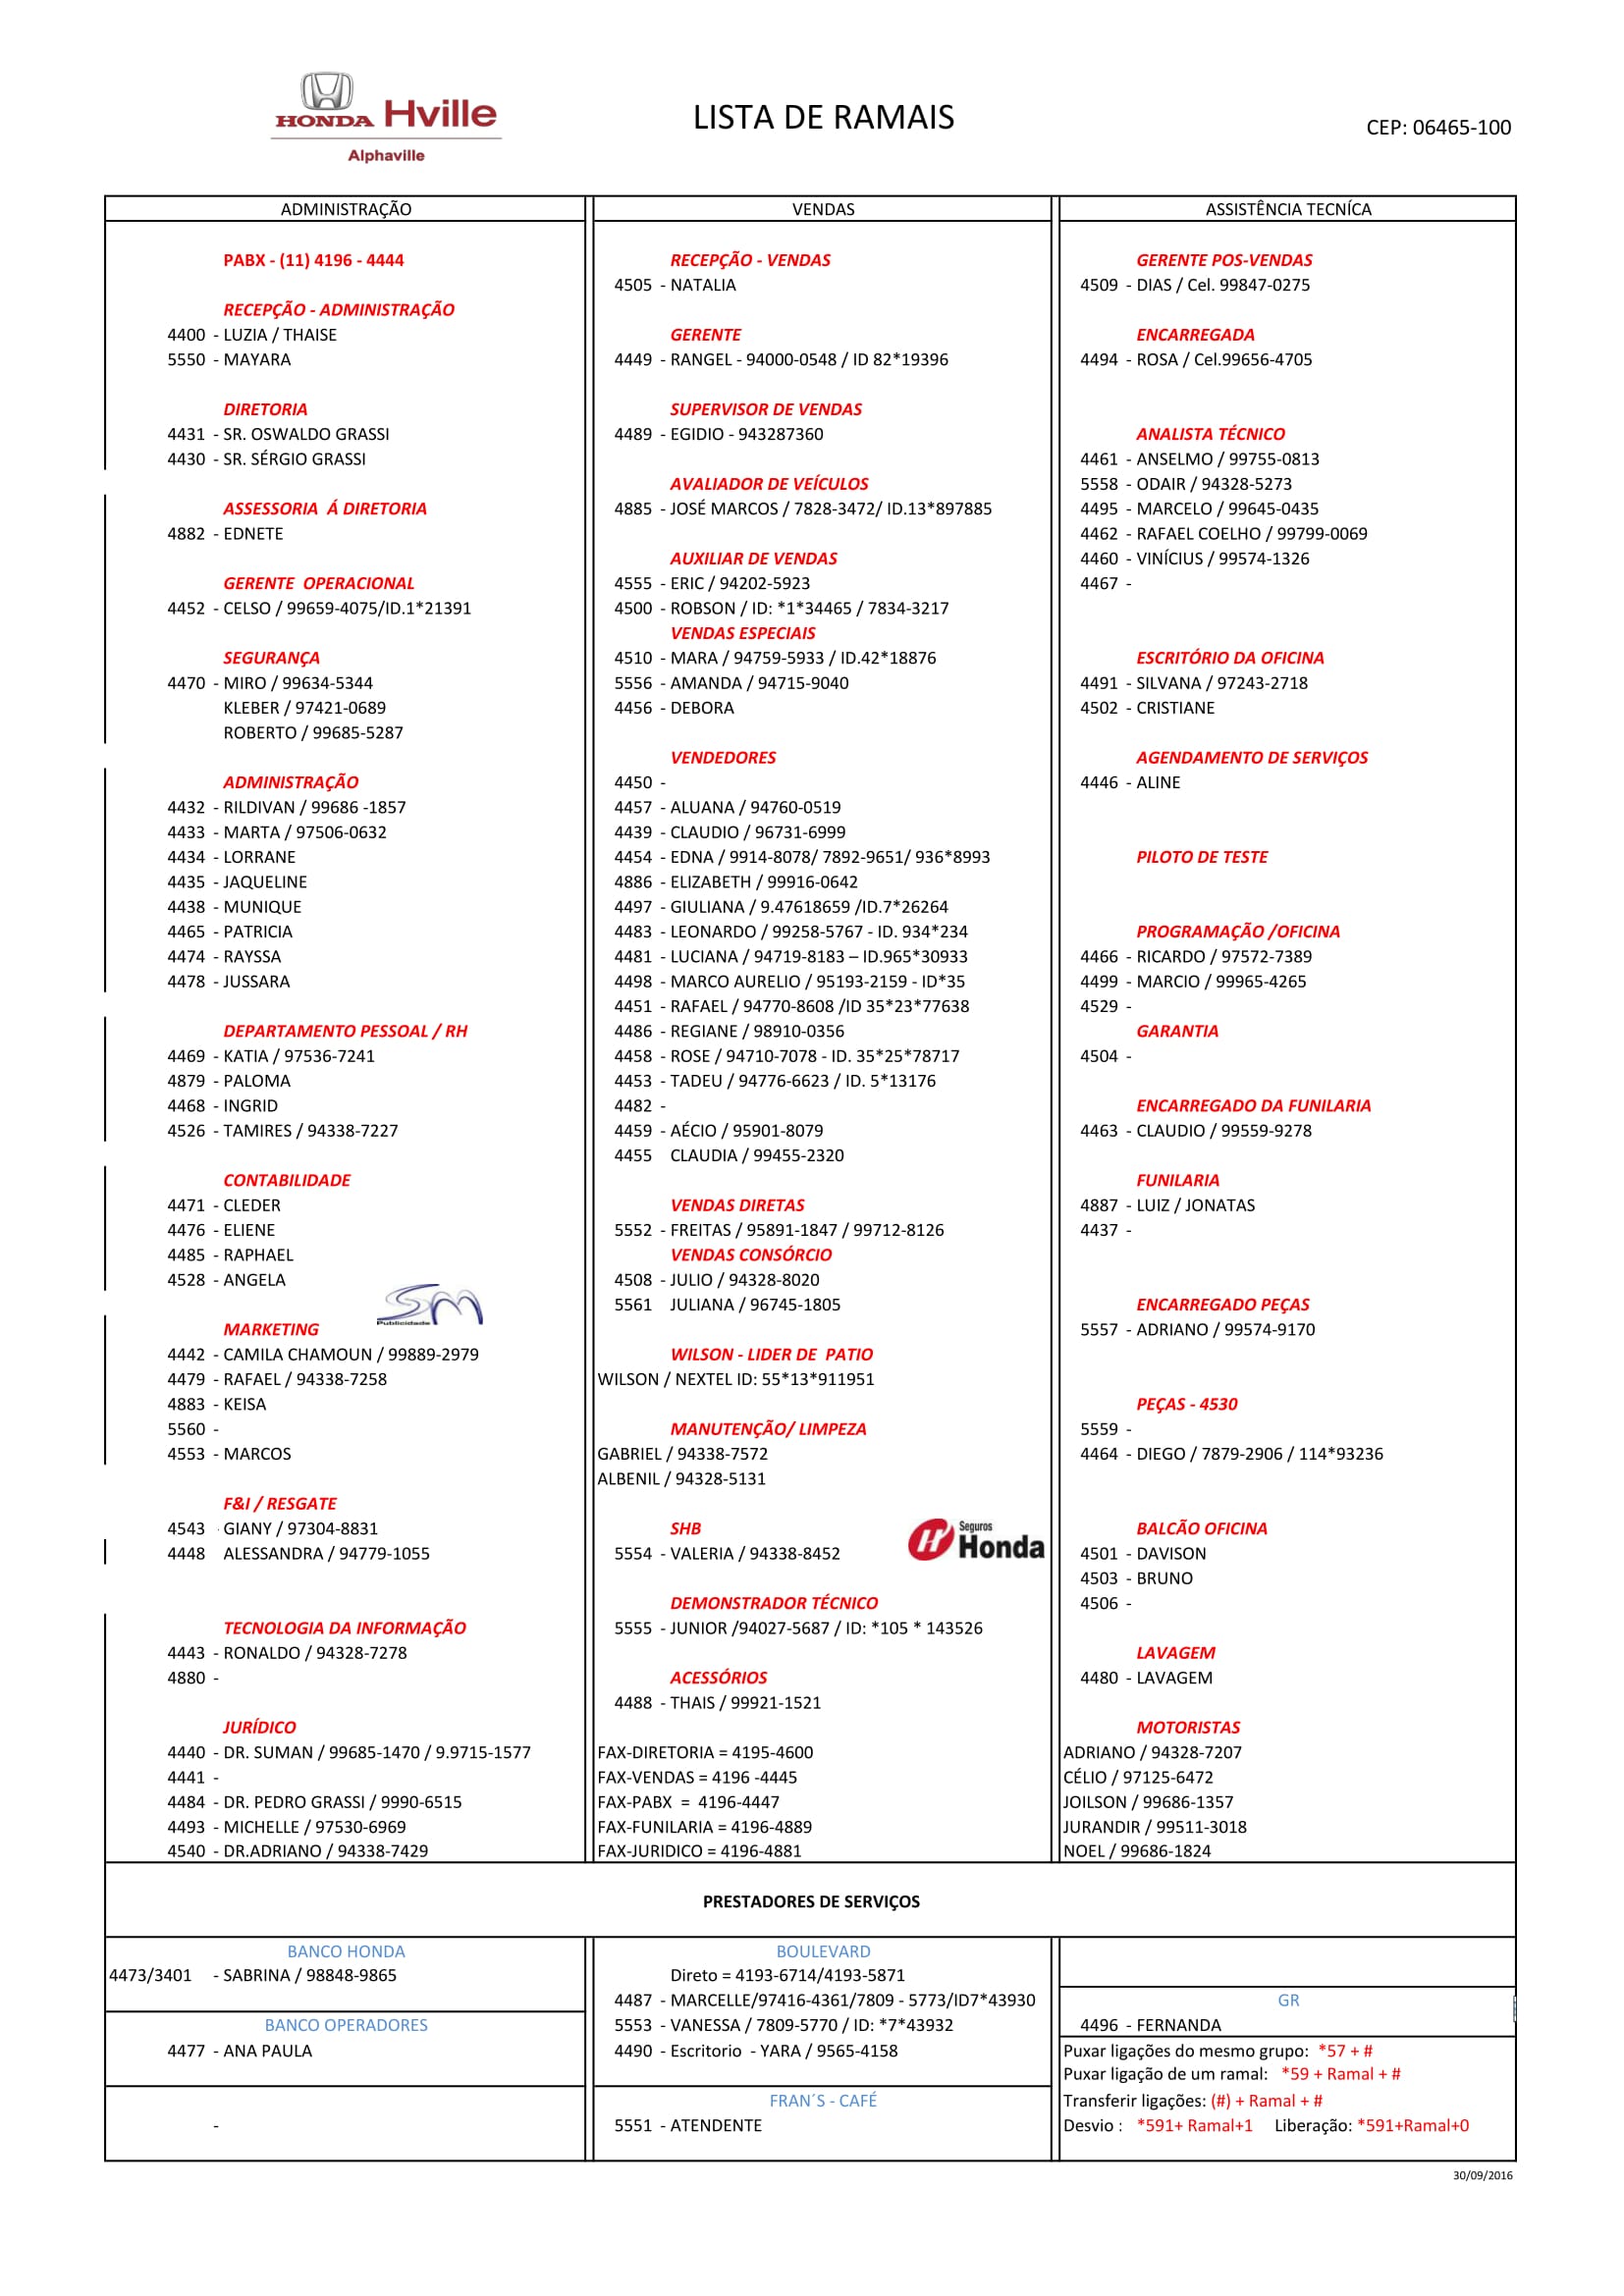 HONDA Hville
Alphaville
LISTA DE RAMAIS
CEP: 06465-100
ADMINISTRAÇÃO
PABX - (11) 4196 - 4444
RECEPÇÃO - ADMINISTRAÇÃO
4400 - LUZIA / THAISE
5550 - MAYARA
DIRETORIA
4431 - SR. OSWALDO GRASSI
4430 - SR. SÉRGIO GRASSI
ASSESSORIA Á DIRETORIA
4882 - EDNETE
GERENTE OPERACIONAL
4452 - CELSO / 99659-4075/ID.1*21391
SEGURANÇA
4470 - MIRO / 99634-5344
KLEBER / 97421-0689
ROBERTO / 99685-5287
ADMINISTRAÇÃO
4432 - RILDIVAN / 99686 -1857
4433 - MARTA / 97506-0632
4434 - LORRANE
4435 - JAQUELINE
4438 - MUNIQUE
4465 - PATRICIA
4474 - RAYSSA
4478 - JUSSARA
DEPARTAMENTO PESSOAL / RH
4469 - KATIA / 97536-7241
4879 - PALOMA
4468 - INGRID
4526 - TAMIRES / 94338-7227
CONTABILIDADE
4471 - CLEDER
4476 - ELIENE
4485 - RAPHAEL
4528 - ANGELA
SM
Publicidade
MARKETING
4442 - CAMILA CHAMOUN / 99889-2979
4479 - RAFAEL / 94338-7258
4883 - KEISA
5560 -
4553 - MARCOS
F&I / RESGATE
4543 - GIANY / 97304-8831
4448 ALESSANDRA / 94779-1055
TECNOLOGIA DA INFORMAÇÃO
4443 - RONALDO / 94328-7278
4880 -
JURÍDICO
4440 - DR. SUMAN / 99685-1470 / 9.9715-1577
4441 -
4484 - DR. PEDRO GRASSI / 9990-6515
4493 - MICHELLE / 97530-6969
4540 - DR.ADRIANO / 94338-7429
VENDAS
RECEPÇÃO - VENDAS
4505 - NATALIA
GERENTE
4449 - RANGEL - 94000-0548 / ID 82*19396
SUPERVISOR DE VENDAS
4489 - EGIDIO - 943287360
AVALIADOR DE VEÍCULOS
4885 - JOSÉ MARCOS / 7828-3472/ ID.13*897885
AUXILIAR DE VENDAS
4555 - ERIC / 94202-5923
4500 - ROBSON / ID: *1*34465 / 7834-3217
VENDAS ESPECIAIS
4510 - MARA / 94759-5933 / ID.42*18876
5556 - AMANDA / 94715-9040
4456 - DEBORA
VENDEDORES
4450 -
4457 - ALUANA / 94760-0519
4439 - CLAUDIO / 96731-6999
4454 - EDNA / 9914-8078/ 7892-9651/ 936*8993
4886 - ELIZABETH / 99916-0642
4497 - GIULIANA / 9.47618659 /ID.7*26264
4483 - LEONARDO / 99258-5767 - ID. 934*234
4481 - LUCIANA / 94719-8183 – ID.965*30933
4498 - MARCO AURELIO / 95193-2159 - ID*35
4451 - RAFAEL / 94770-8608 /ID 35*23*77638
4486 - REGIANE / 98910-0356
4458 - ROSE / 94710-7078 - ID. 35*25*78717
4453 - TADEU / 94776-6623 / ID. 5*13176
4482 -
4459 - AÉCIO / 95901-8079
4455 CLAUDIA / 99455-2320
VENDAS DIRETAS
5552 - FREITAS / 95891-1847 / 99712-8126
VENDAS CONSÓRCIO
4508 - JULIO / 94328-8020
5561 JULIANA / 96745-1805
WILSON - LIDER DE PATIO
WILSON / NEXTEL ID: 55*13*911951
MANUTENÇÃO/ LIMPEZA
GABRIEL / 94338-7572
ALBENIL / 94328-5131
SHB
5554 - VALERIA / 94338-8452
Seguros
Honda
DEMONSTRADOR TÉCNICO
5555 - JUNIOR /94027-5687 / ID: *105 * 143526
ACESSÓRIOS
4488 - THAIS / 99921-1521
FAX-DIRETORIA = 4195-4600
FAX-VENDAS = 4196 -4445
FAX-PABX = 4196-4447
FAX-FUNILARIA = 4196-4889
FAX-JURIDICO = 4196-4881
ASSISTÊNCIA TECNÍCA
GERENTE POS-VENDAS
4509 - DIAS / Cel. 99847-0275
ENCARREGADA
4494 - ROSA / Cel.99656-4705
ANALISTA TÉCNICO
4461 - ANSELMO / 99755-0813
5558 - ODAIR / 94328-5273
4495 - MARCELO / 99645-0435
4462 - RAFAEL COELHO / 99799-0069
4460 - VINÍCIUS / 99574-1326
4467 -
ESCRITÓRIO DA OFICINA
4491 - SILVANA / 97243-2718
4502 - CRISTIANE
AGENDAMENTO DE SERVIÇOS
4446 - ALINE
PILOTO DE TESTE
PROGRAMAÇÃO /OFICINA
4466 - RICARDO / 97572-7389
4499 - MARCIO / 99965-4265
4529 -
GARANTIA
4504 -
ENCARREGADO DA FUNILARIA
4463 - CLAUDIO / 99559-9278
FUNILARIA
4887 - LUIZ / JONATAS
4437 -
ENCARREGADO PEÇAS
5557 - ADRIANO / 99574-9170
PEÇAS - 4530
5559 -
4464 - DIEGO / 7879-2906 / 114*93236
BALCÃO OFICINA
4501 - DAVISON
4503 - BRUNO
4506 -
LAVAGEM
4480 - LAVAGEM
MOTORISTAS
ADRIANO / 94328-7207
CÉLIO / 97125-6472
JOILSON / 99686-1357
JURANDIR / 99511-3018
NOEL / 99686-1824
PRESTADORES DE SERVIÇOS
BANCO HONDA
4473/3401 - SABRINA / 98848-9865
BANCO OPERADORES
4477 - ANA PAULA
-
BOULEVARD
Direto = 4193-6714/4193-5871
4487 - MARCELLE/97416-4361/7809 - 5773/ID7*43930
5553 - VANESSA / 7809-5770 / ID: *7*43932
4490 - Escritorio - YARA / 9565-4158
FRAN´S - CAFÉ
5551 - ATENDENTE
GR
4496 - FERNANDA
Puxar ligações do mesmo grupo: *57 + #
Puxar ligação de um ramal: *59 + Ramal + #
Transferir ligações: (#) + Ramal + #
Desvio : *591+ Ramal+1 Liberação: *591+Ramal+0
30/09/2016